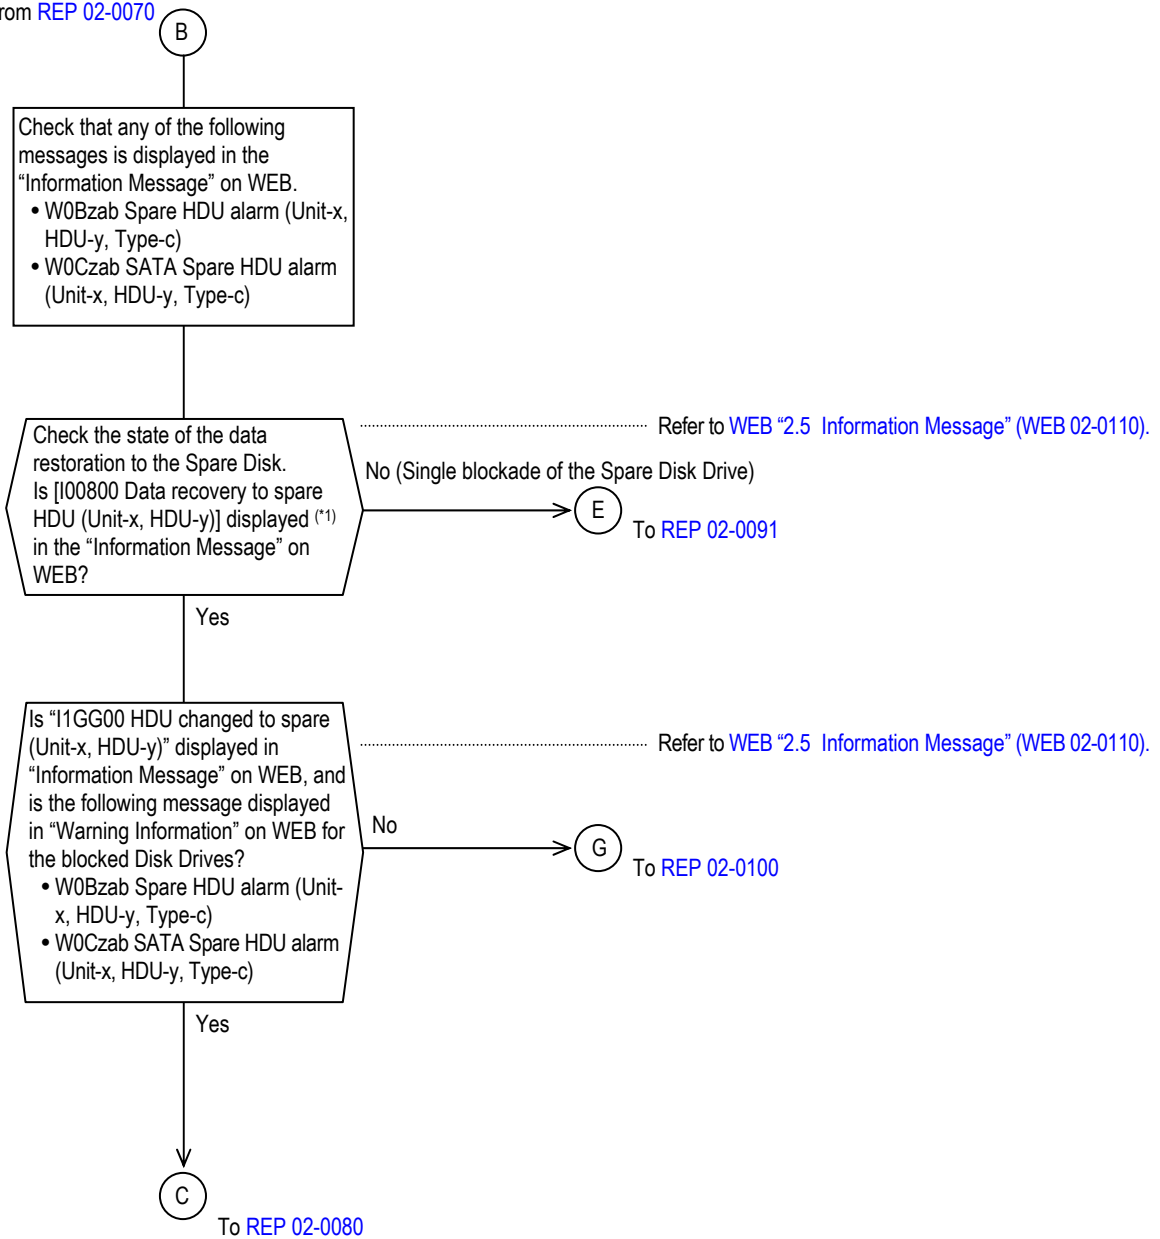 rom REP 02-0070
B
Check that any of the following
messages is displayed in the
“Information Message” on WEB.
• W0Bzab Spare HDU alarm (Unit-x,
HDU-y, Type-c)
• W0Czab SATA Spare HDU alarm
(Unit-x, HDU-y, Type-c)
Check the state of the data
restoration to the Spare Disk.
Is [I00800 Data recovery to spare
HDU (Unit-x, HDU-y)] displayed (*1)
in the “Information Message” on
WEB?
Refer to WEB “2.5 Information Message” (WEB 02-0110).
No (Single blockade of the Spare Disk Drive)
E
To REP 02-0091
Yes
Is “I1GG00 HDU changed to spare
(Unit-x, HDU-y)” displayed in
“Information Message” on WEB, and
is the following message displayed
in “Warning Information” on WEB for
the blocked Disk Drives?
• W0Bzab Spare HDU alarm (Unit-
x, HDU-y, Type-c)
• W0Czab SATA Spare HDU alarm
(Unit-x, HDU-y, Type-c)
Refer to WEB “2.5 Information Message” (WEB 02-0110).
No
G
To REP 02-0100
Yes
C
To REP 02-0080